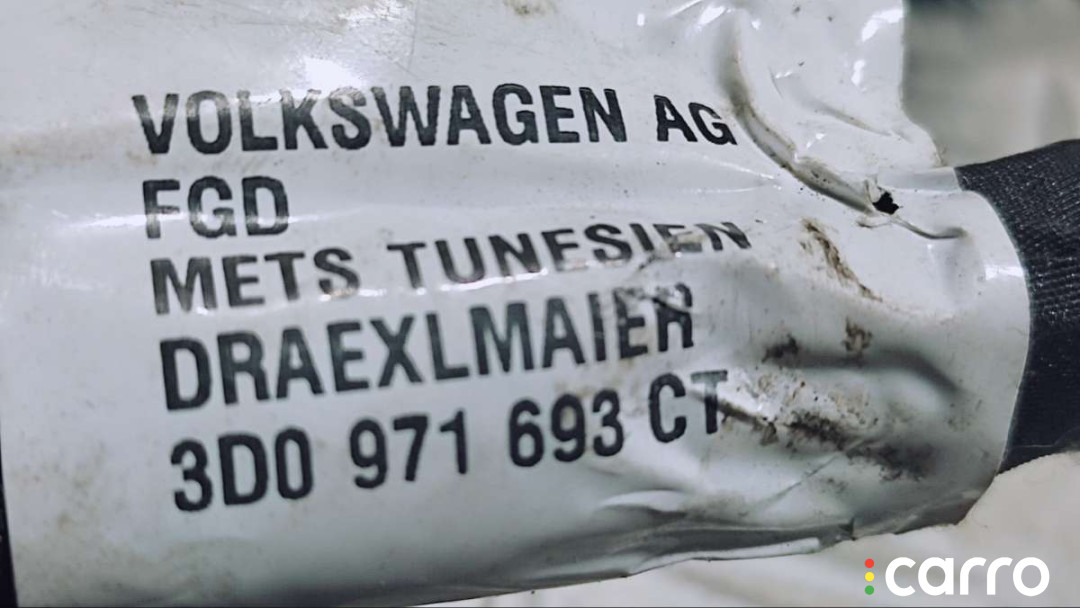 VOLKSWAGEN AG
FGD
METS TUNESIEN
DRAEXLMAIER
3D0 971 693 CT
carro